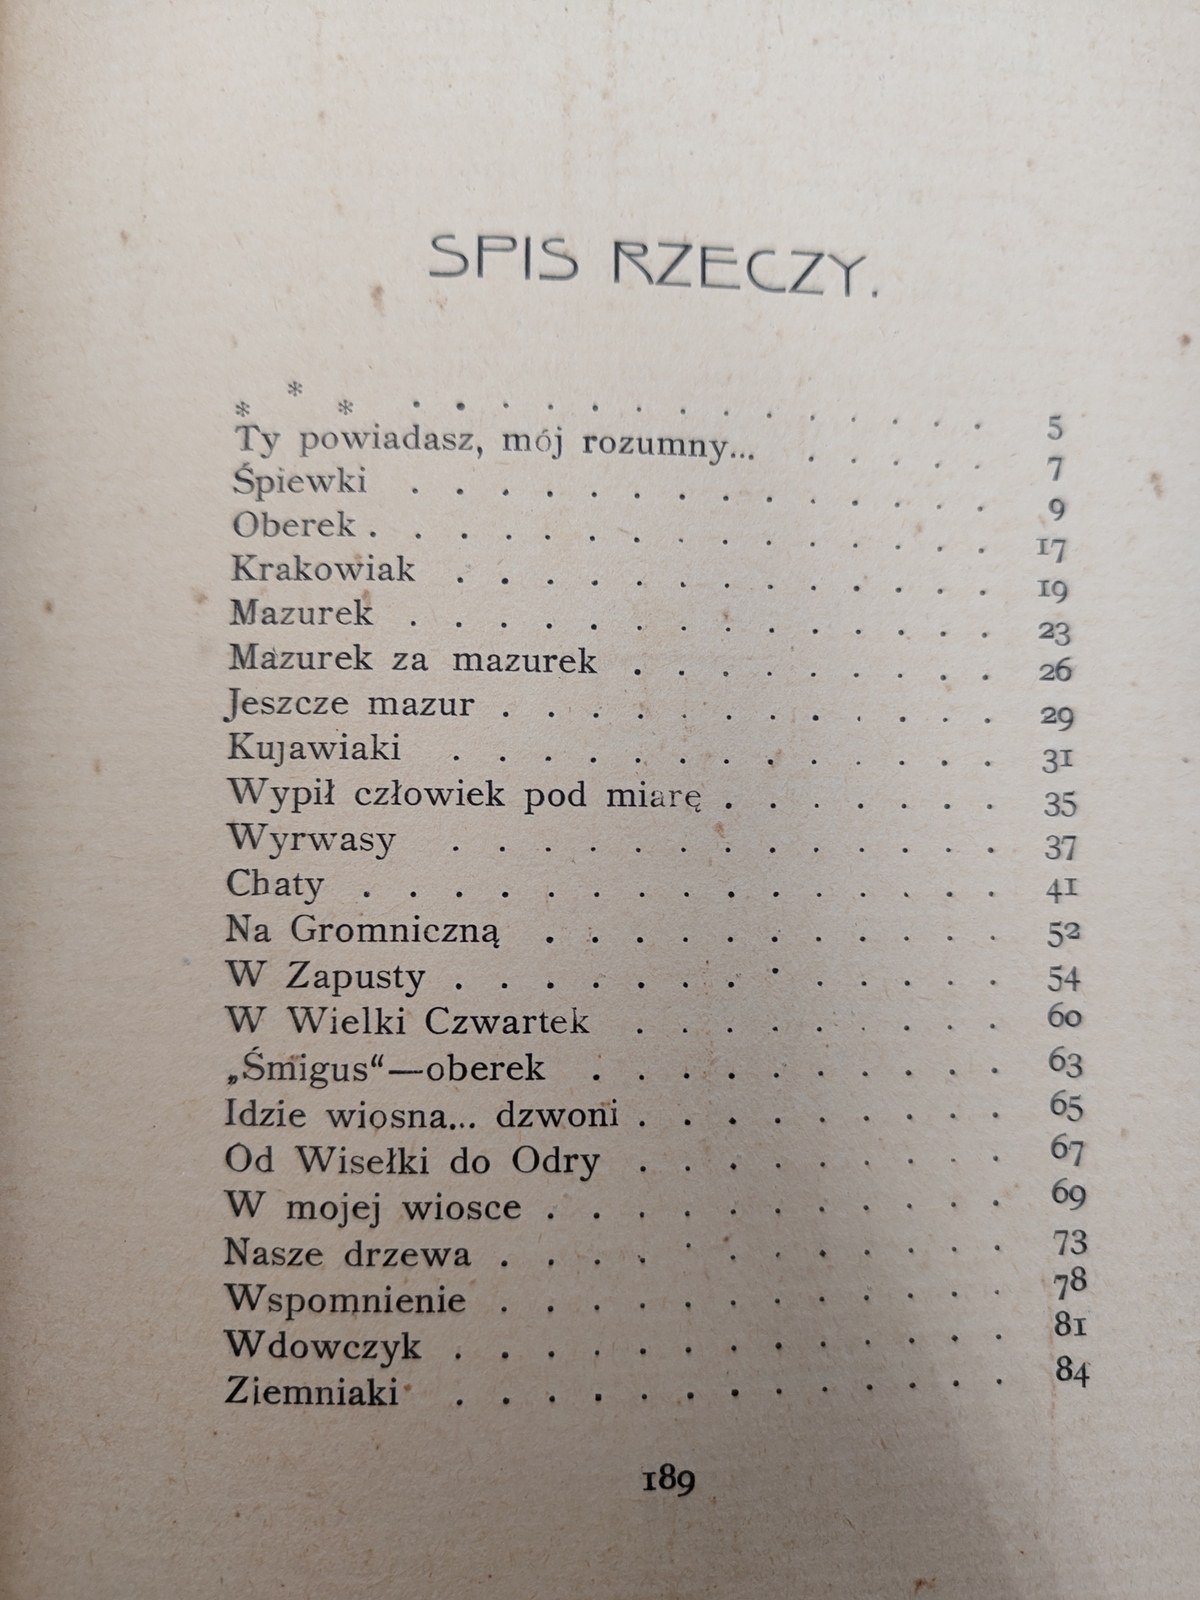 SPIS RZECZY.
* * * . . . . . . . . . . . . . . 5
Ty powiadasz, mój rozumny... . . . . . 7
Śpiewki . . . . . . . . . . . . . . 9
Oberek . . . . . . . . . . . . . . . 17
Krakowiak . . . . . . . . . . . . . 19
Mazurek . . . . . . . . . . . . . . 23
Mazurek za mazurek . . . . . . . . . 26
Jeszcze mazur . . . . . . . . . . . . 29
Kujawiaki . . . . . . . . . . . . . 31
Wypił człowiek pod miarę . . . . . . . 35
Wyrwasy . . . . . . . . . . . . . 37
Chaty . . . . . . . . . . . . . . . 41
Na Gromniczną . . . . . . . . . . . 52
W Zapusty . . . . . . . . . . . . . 54
W Wielki Czwartek . . . . . . . . . 60
„Śmigus“—oberek . . . . . . . . . . 63
Idzie wiosna... dzwoni . . . . . . . . . 65
Od Wisełki do Odry . . . . . . . . . 67
W mojej wiosce . . . . . . . . . . . 69
Nasze drzewa . . . . . . . . . . . . 73
Wspomnienie . . . . . . . . . . . . 78
Wdowczyk . . . . . . . . . . . . . 81
Ziemniaki . . . . . . . . . . . . . 84
189